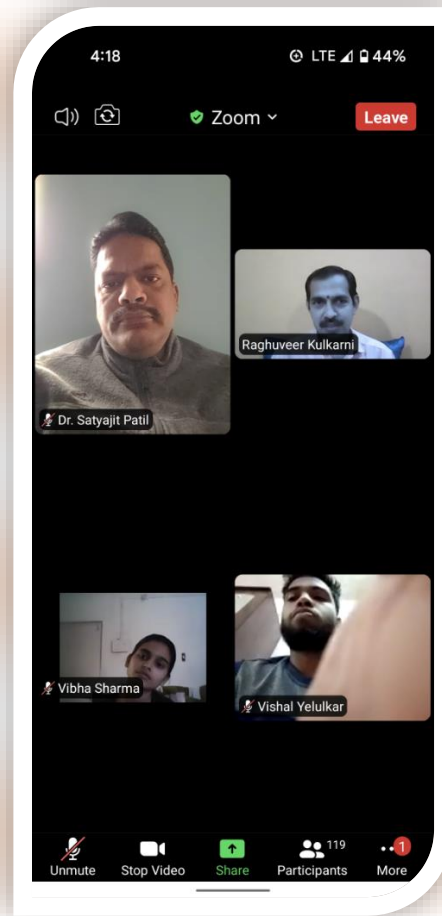 4:18 LTE 44%
Zoom Leave
Raghuveer Kulkarni
Dr. Satyajit Patil
Vibha Sharma
Vishal Yelulkar
119 1
Unmute Stop Video Share Participants More